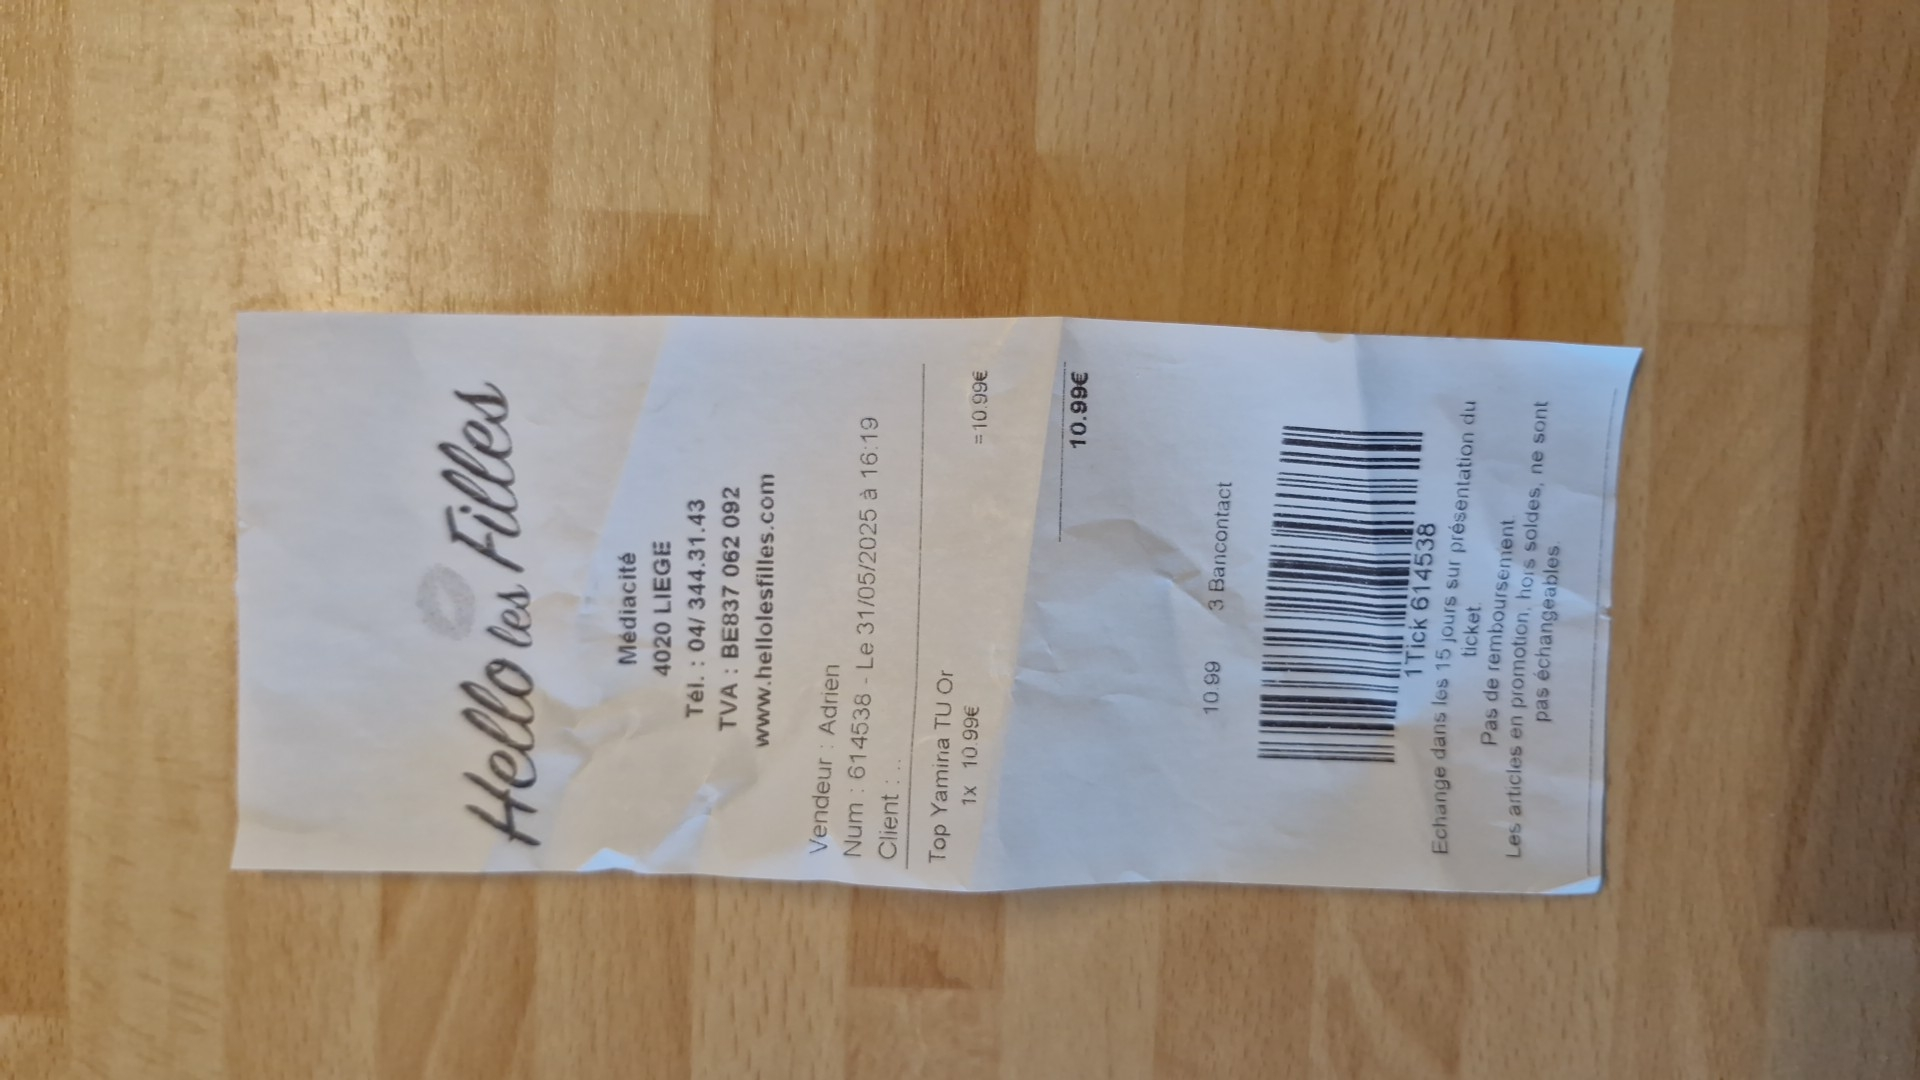 Hello les Filles
Médiacité
4020 LIEGE
Tél. : 04/ 344.31.43
TVA : BE837 062 092
www.hellolesfilles.com
Vendeur : Adrien
Num : 614538 - Le 31/05/2025 à 16:19
Client : ..
Top Yamina TU Or
1x 10.99€ =10.99€
10.99€
10.99 3 Bancontact
1Tick 614538
Echange dans les 15 jours sur présentation du
ticket.
Pas de remboursement
Les articles en promotion, hors soldes, ne sont
pas échangeables.